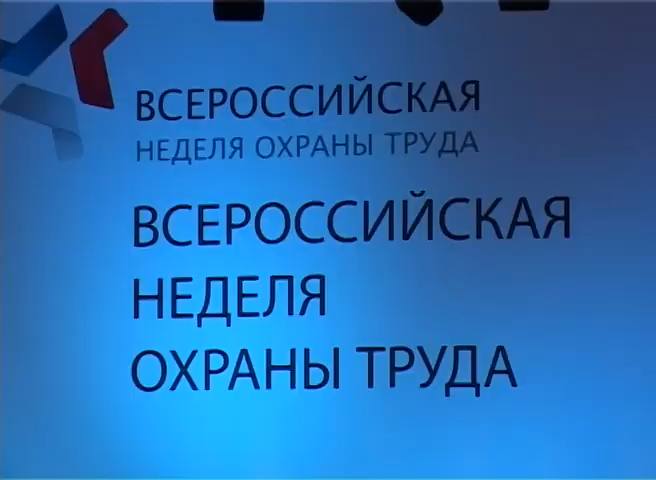 ВСЕРОССИЙСКАЯ
НЕДЕЛЯ ОХРАНЫ ТРУДА
ВСЕРОССИЙСКАЯ
НЕДЕЛЯ
ОХРАНЫ ТРУДА